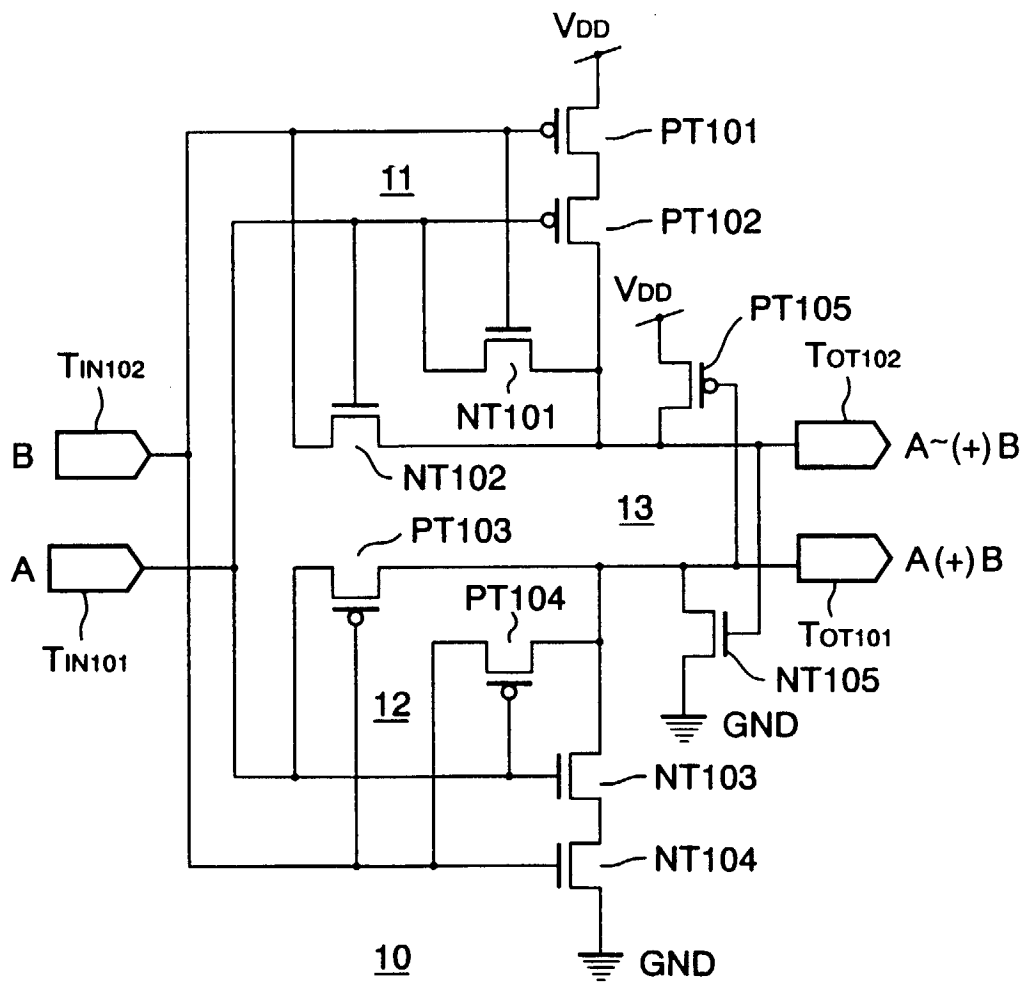 VDD
PT101
11
PT102
VDD
PT105
TIN102
TOT102
NT101
B
A~(+)B
NT102
13
PT103
A
A(+)B
PT104
TIN101
TOT101
NT105
12
GND
NT103
NT104
10
GND